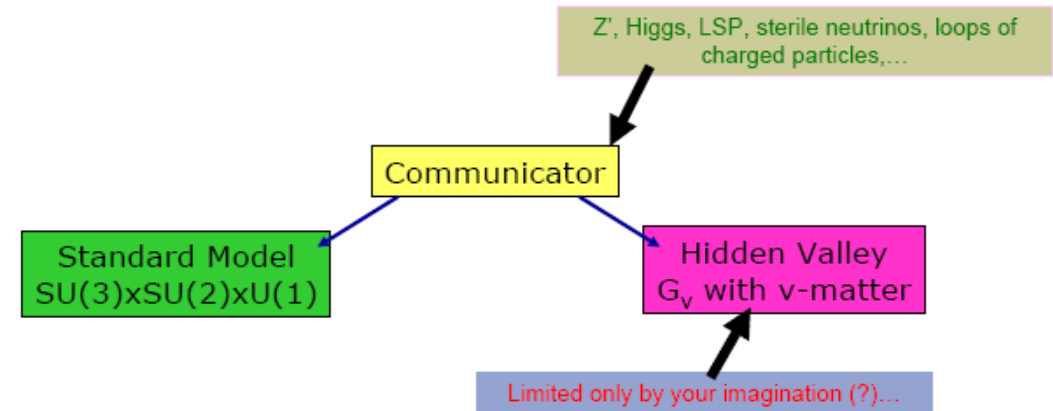 Z', Higgs, LSP, sterile neutrinos, loops of
charged particles,...
Communicator
Standard Model
SU(3)xSU(2)xU(1)
Hidden Valley
Gv with v-matter
Limited only by your imagination (?)...